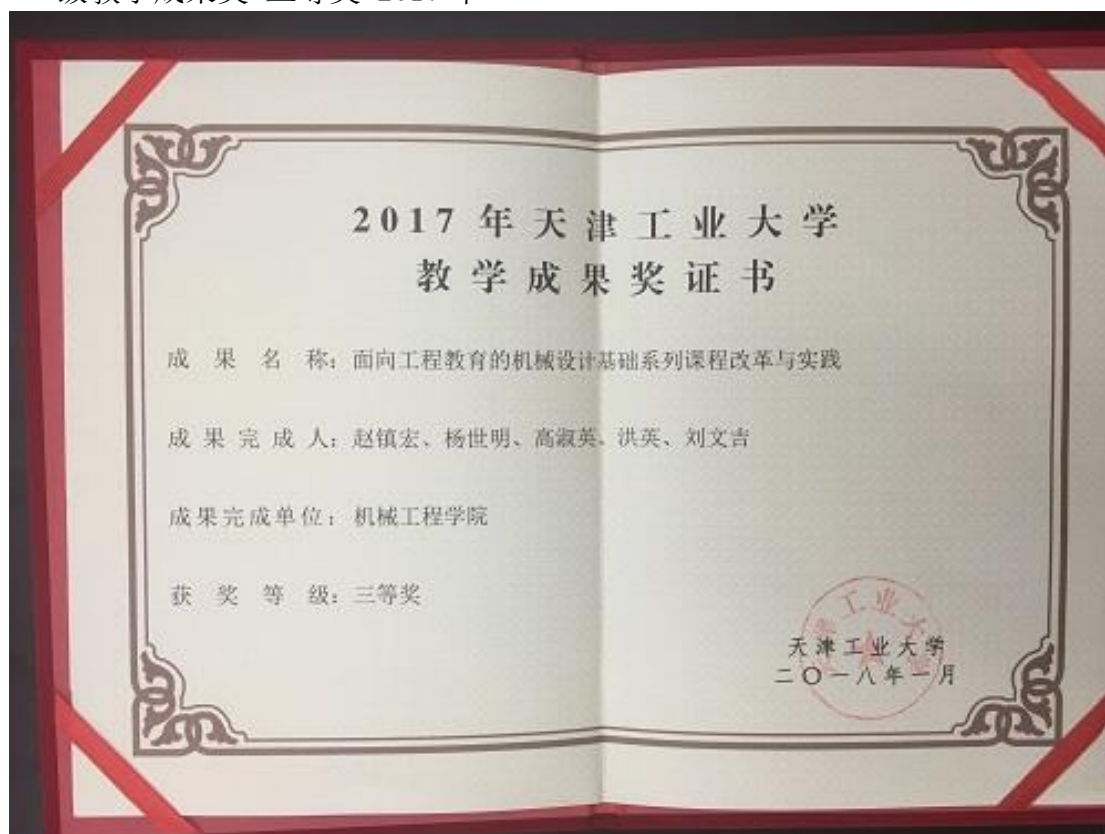 2017 年天津工业大学
教学成果奖证书
成果名称：面向工程教育的机械设计基础系列课程改革与实践
成果完成人：赵镇宏、杨世明、高淑英、洪英、刘文吉
成果完成单位：机械工程学院
获奖等级：三等奖
天津工业大学
二〇一八年一月